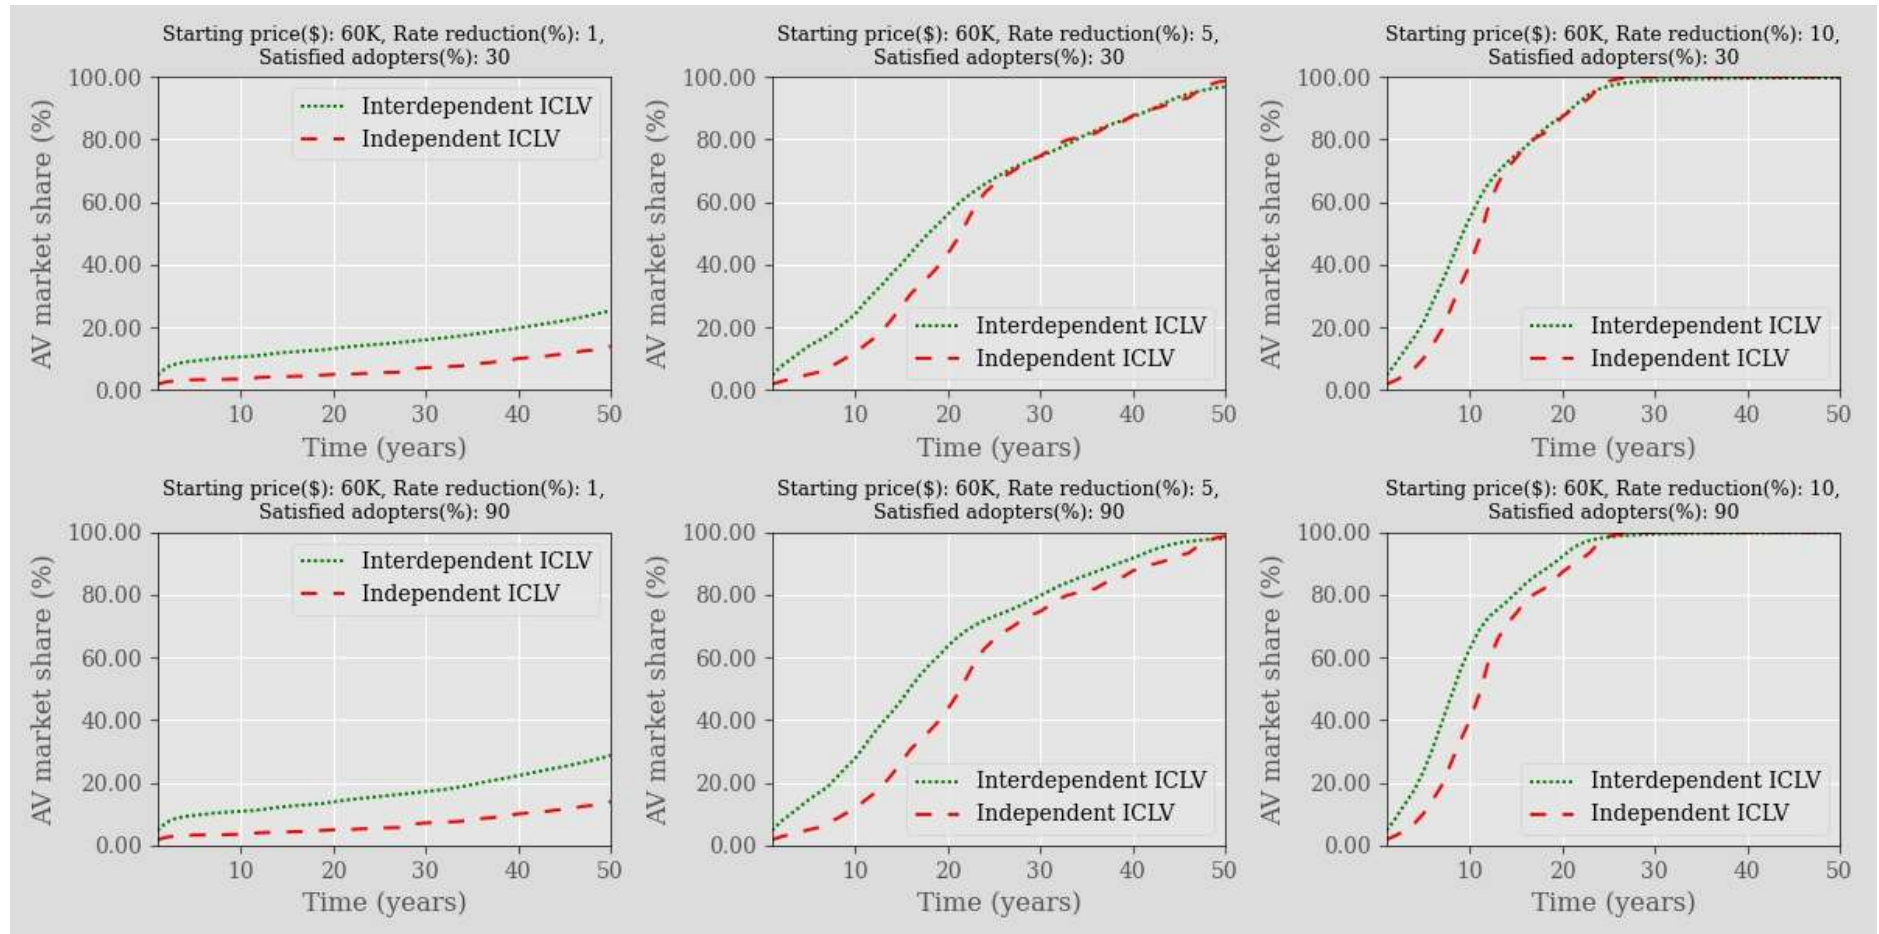 Starting price($): 60K, Rate reduction(%): 1,
Satisfied adopters(%): 30
100.00
80.00
60.00
40.00
20.00
0.00
AV market share (%)
Interdependent ICLV
Independent ICLV
10 20 30 40 50
Time (years)
Starting price($): 60K, Rate reduction(%): 5,
Satisfied adopters(%): 30
100.00
80.00
60.00
40.00
20.00
0.00
AV market share (%)
Interdependent ICLV
Independent ICLV
10 20 30 40 50
Time (years)
Starting price($): 60K, Rate reduction(%): 10,
Satisfied adopters(%): 30
100.00
80.00
60.00
40.00
20.00
0.00
AV market share (%)
Interdependent ICLV
Independent ICLV
10 20 30 40 50
Time (years)
Starting price($): 60K, Rate reduction(%): 1,
Satisfied adopters(%): 90
100.00
80.00
60.00
40.00
20.00
0.00
AV market share (%)
Interdependent ICLV
Independent ICLV
10 20 30 40 50
Time (years)
Starting price($): 60K, Rate reduction(%): 5,
Satisfied adopters(%): 90
100.00
80.00
60.00
40.00
20.00
0.00
AV market share (%)
Interdependent ICLV
Independent ICLV
10 20 30 40 50
Time (years)
Starting price($): 60K, Rate reduction(%): 10,
Satisfied adopters(%): 90
100.00
80.00
60.00
40.00
20.00
0.00
AV market share (%)
Interdependent ICLV
Independent ICLV
10 20 30 40 50
Time (years)